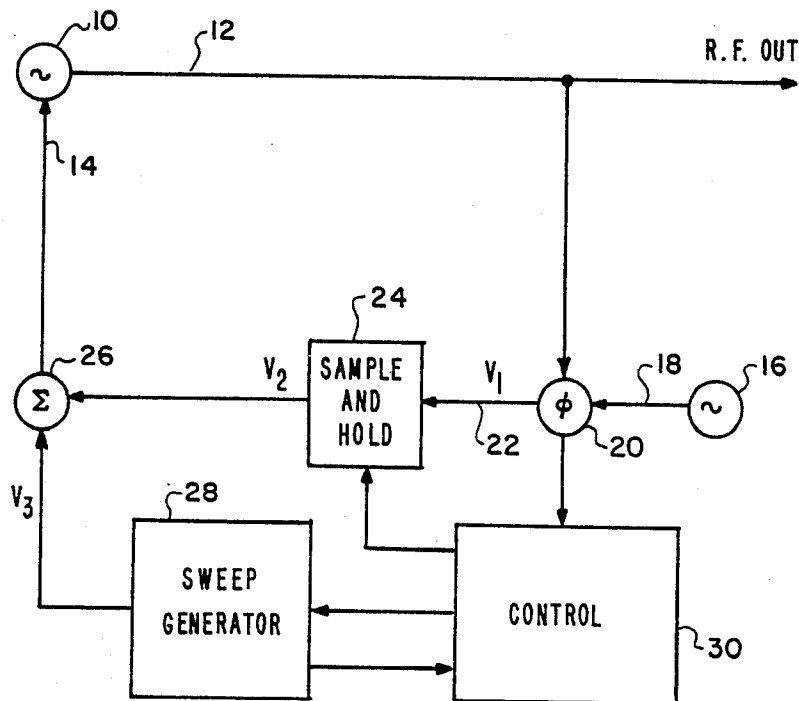 10
12
R.F. OUT
~
14
24
26
V2
SAMPLE
AND
HOLD
V1
18
16
Σ
φ
~
22
20
V3
28
SWEEP
GENERATOR
CONTROL
30